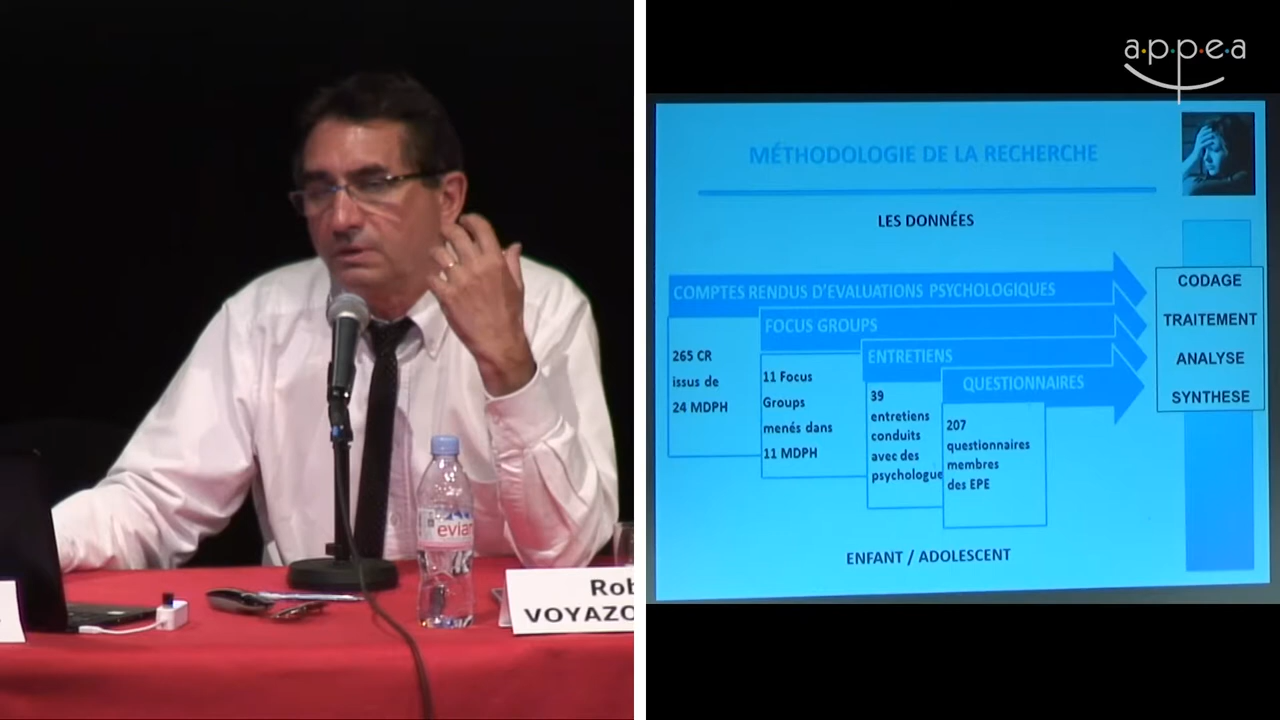 evian
Rob
VOYAZO
a.p.p.e.a
MÉTHODOLOGIE DE LA RECHERCHE
LES DONNÉES
COMPTES RENDUS D'EVALUATIONS PSYCHOLOGIQUES
265 CR
issus de
24 MDPH
FOCUS GROUPS
11 Focus
Groups
menés dans
11 MDPH
ENTRETIENS
39
entretiens
conduits
avec des
psychologue
QUESTIONNAIRES
207
questionnaires
membres
des EPE
CODAGE
TRAITEMENT
ANALYSE
SYNTHESE
ENFANT / ADOLESCENT